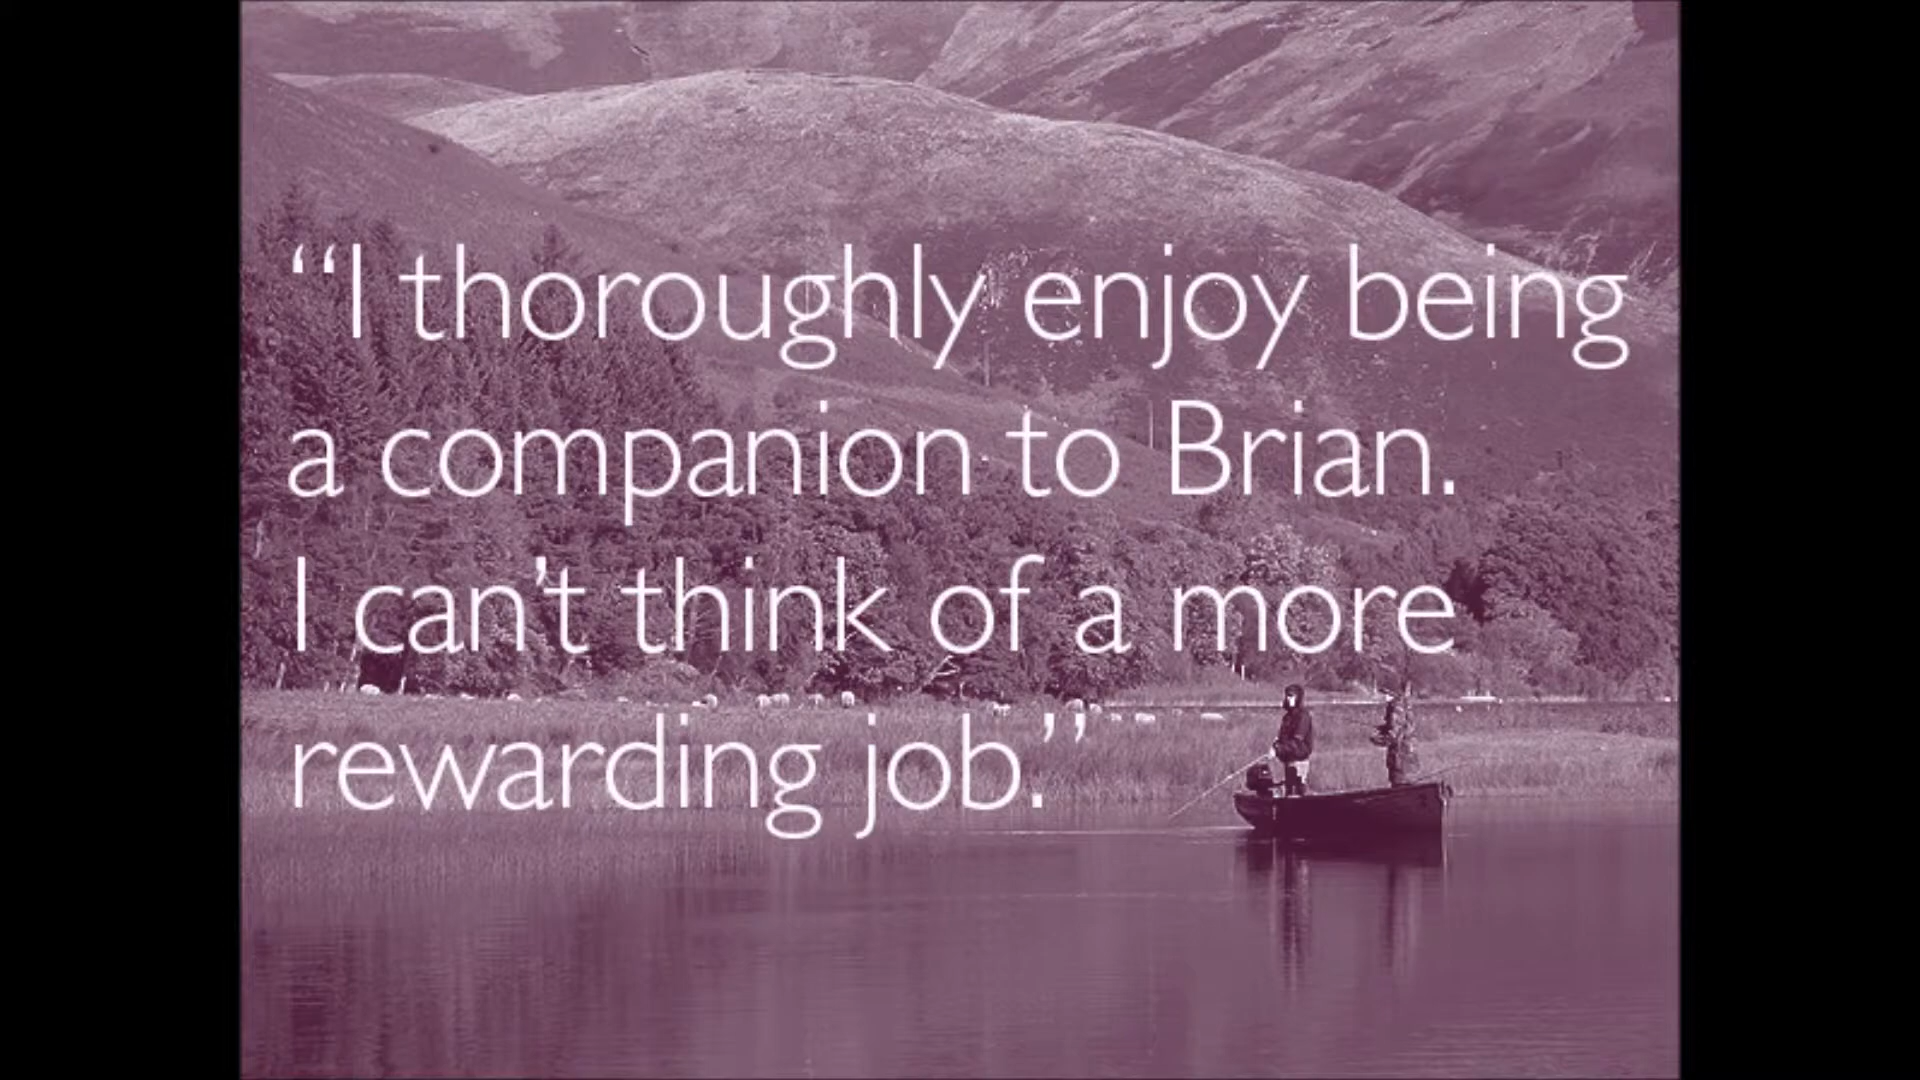 “I thoroughly enjoy being
a companion to Brian.
I can’t think of a more
rewarding job.”